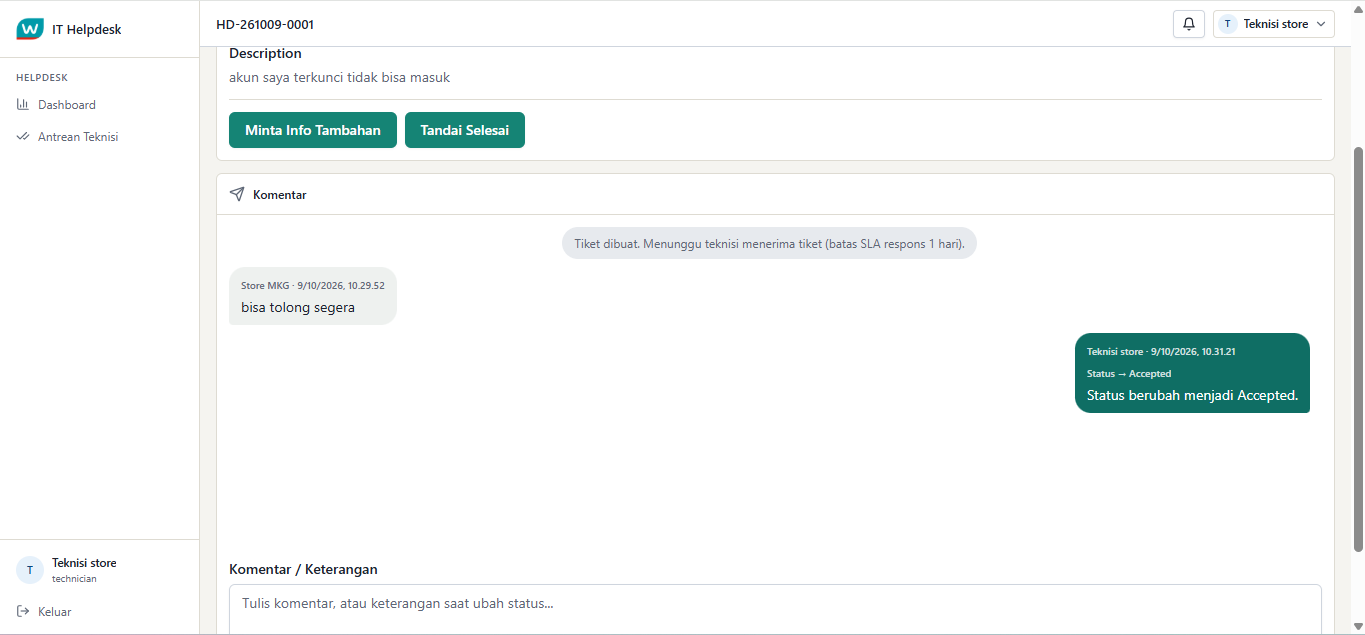 W IT Helpdesk
HD-261009-0001
T Teknisi store
HELPDESK
Dashboard
Antrean Teknisi
Description
akun saya terkunci tidak bisa masuk
Minta Info Tambahan
Tandai Selesai
Komentar
Tiket dibuat. Menunggu teknisi menerima tiket (batas SLA respons 1 hari).
Store MKG · 9/10/2026, 10.29.52
bisa tolong segera
Teknisi store · 9/10/2026, 10.31.21
Status → Accepted
Status berubah menjadi Accepted.
Komentar / Keterangan
Tulis komentar, atau keterangan saat ubah status...
T Teknisi store
technician
Keluar